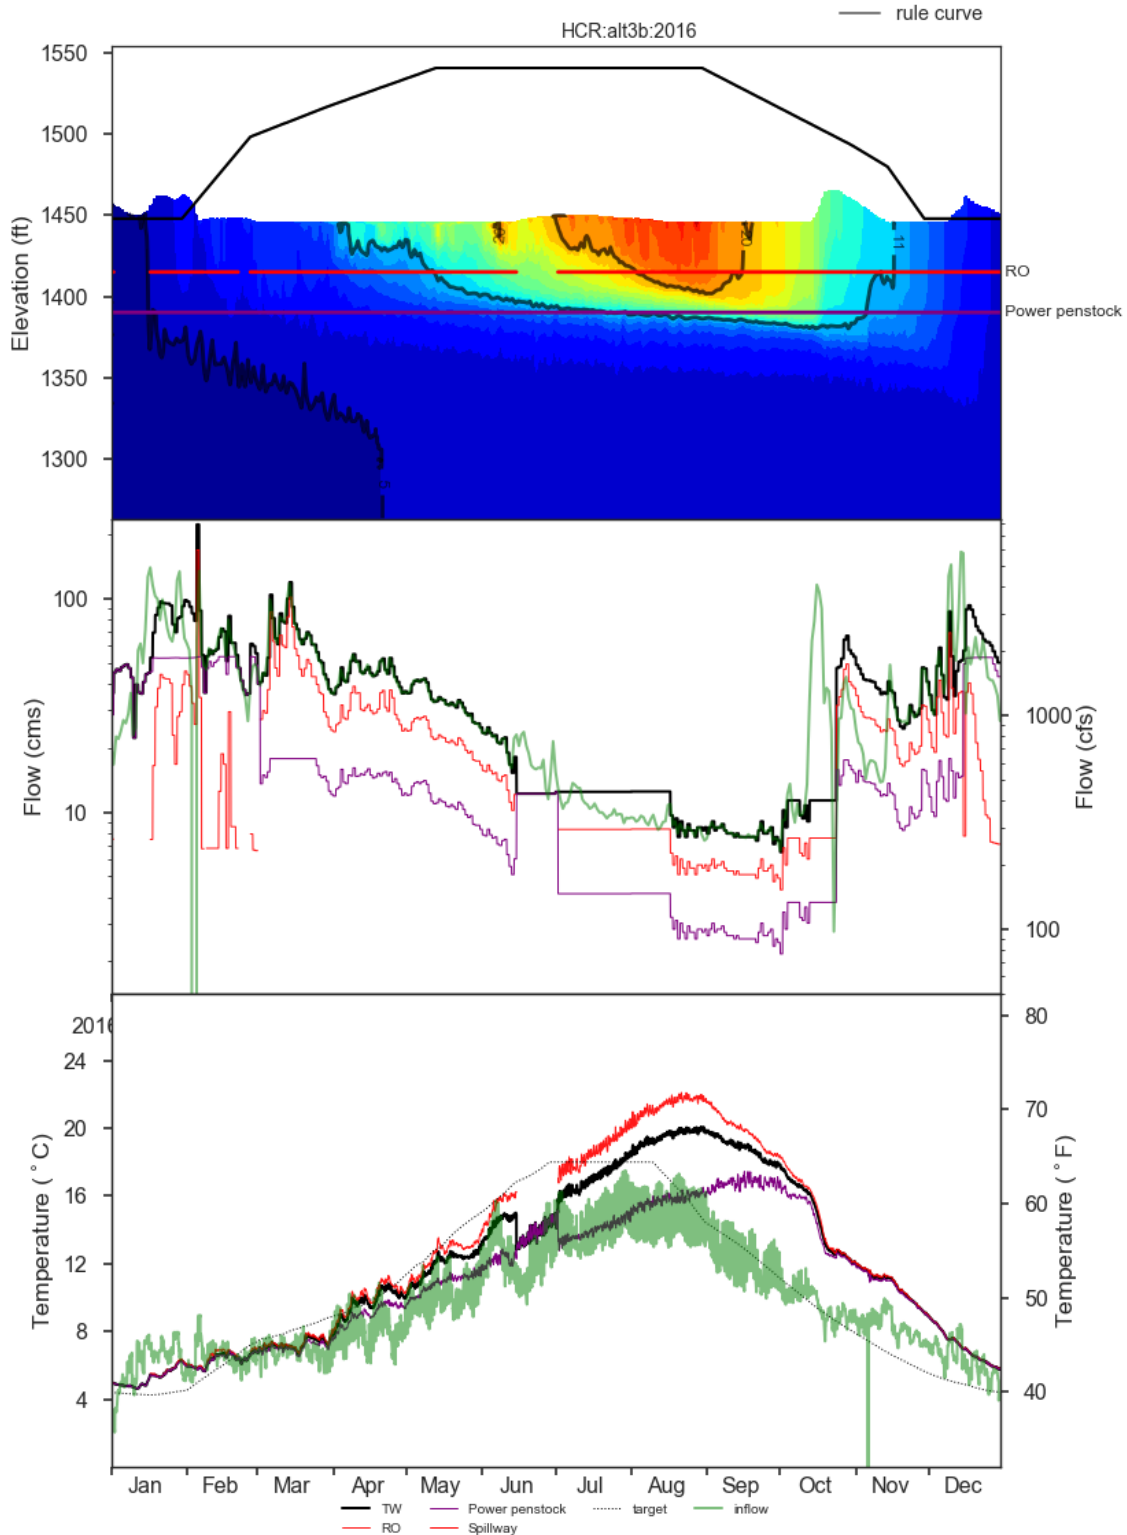 rule curve
HCR:alt3b:2016
1550
1500
1450
1400
1350
1300
Elevation (ft)
20
11
5
RO
Power penstock
100
10
Flow (cms)
1000
100
Flow (cfs)
2016
24
20
16
12
8
4
Temperature (°C)
80
70
60
50
40
Temperature (°F)
Jan Feb Mar Apr May Jun Jul Aug Sep Oct Nov Dec
TW Power penstock target inflow
RO Spillway